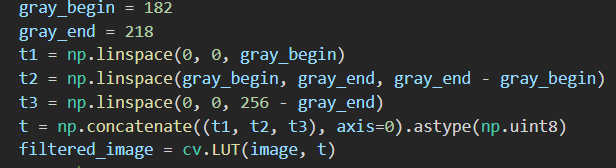 gray_begin = 182
gray_end = 218
t1 = np.linspace(0, 0, gray_begin)
t2 = np.linspace(gray_begin, gray_end, gray_end - gray_begin)
t3 = np.linspace(0, 0, 256 - gray_end)
t = np.concatenate((t1, t2, t3), axis=0).astype(np.uint8)
filtered_image = cv.LUT(image, t)